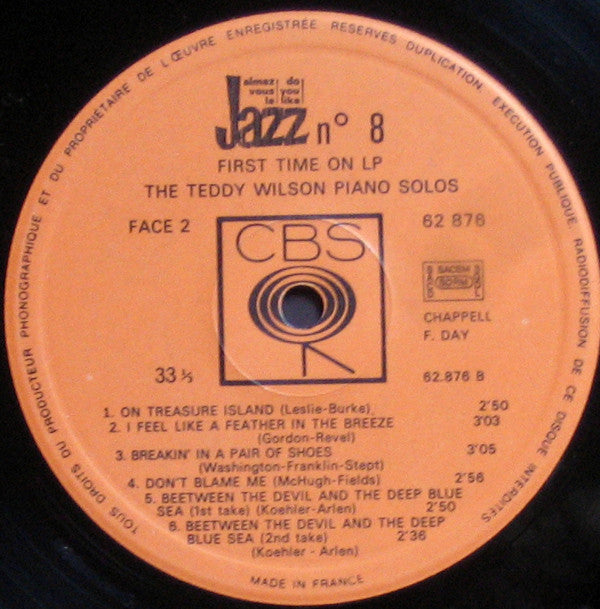 TOUS DROITS DU PRODUCTEUR PHONOGRAPHIQUE ET DU PROPRIÉTAIRE DE L'ŒUVRE ENREGISTRÉE RESERVES DUPLICATION EXECUTION PUBLIQUE RADIODIFFUSION DE CE DISQUE INTERDITES
aimez do
vous you
le like
Jazz n° 8
FIRST TIME ON LP
THE TEDDY WILSON PIANO SOLOS
FACE 2
CBS
62 876
SACEM
CHAPPELL
F. DAY
33 ⅓
62.876 B
1. ON TREASURE ISLAND (Leslie-Burke) 2'50
2. I FEEL LIKE A FEATHER IN THE BREEZE 3'03
(Gordon-Revel)
3. BREAKIN' IN A PAIR OF SHOES 3'05
(Washington-Franklin-Stept)
4. DON'T BLAME ME (McHugh-Fields) 2'56
5. BEETWEEN THE DEVIL AND THE DEEP BLUE
SEA (1st take) (Koehler-Arlen) 2'50
6. BEETWEEN THE DEVIL AND THE DEEP
BLUE SEA (2nd take) 2'36
(Koehler - Arlen)
MADE IN FRANCE